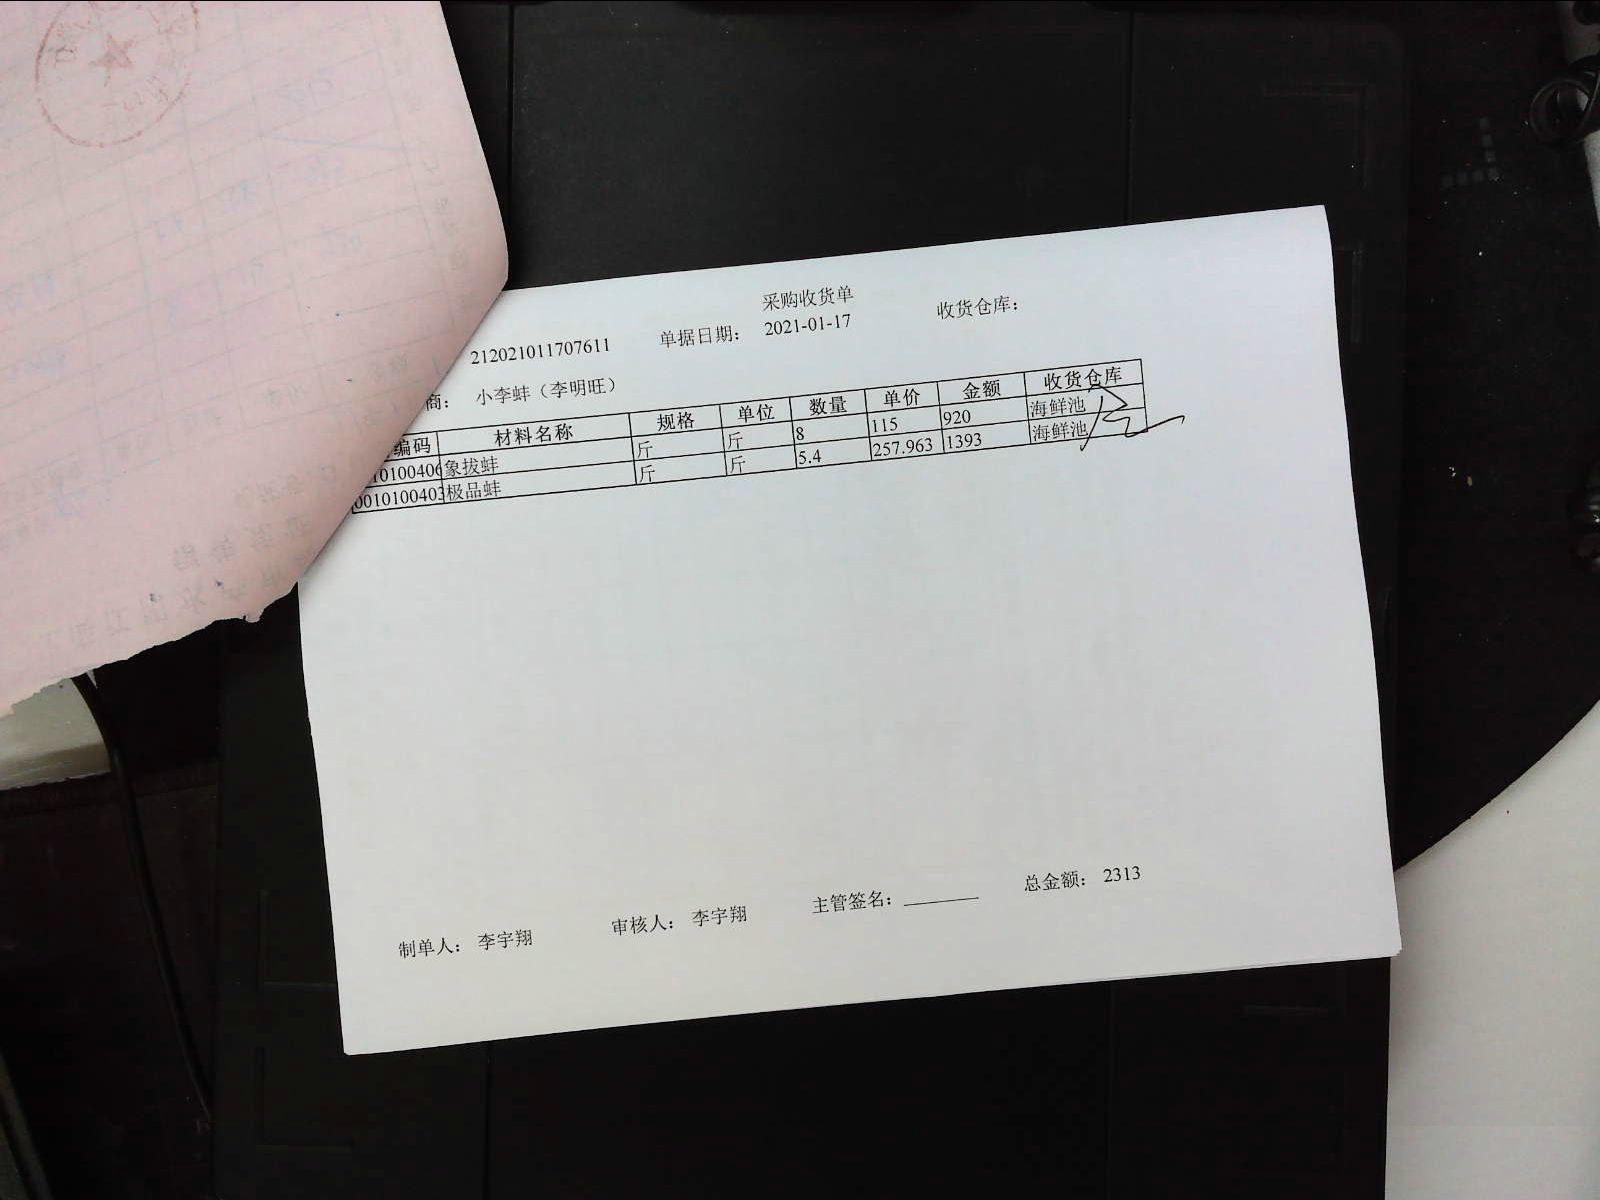 采购收货单
212021011707611 单据日期： 2021-01-17 收货仓库：
商： 小李蚌（李明旺）
编码 材料名称 规格 单位 数量 单价 金额 收货仓库
10100406 象拔蚌 斤 斤 8 115 920 海鲜池
0010100403 极品蚌 斤 斤 5.4 257.963 1393 海鲜池
制单人： 李宇翔 审核人： 李宇翔 主管签名： 总金额： 2313